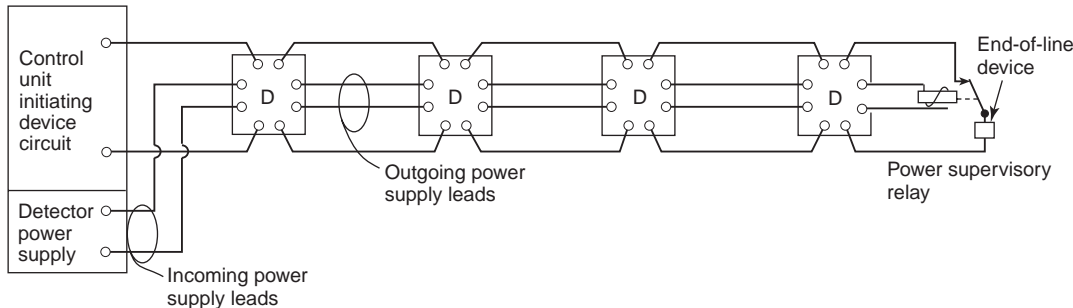 Control
unit
initiating
device
circuit
Detector
power
supply
D
D
D
D
End-of-line
device
Outgoing power
supply leads
Power supervisory
relay
Incoming power
supply leads